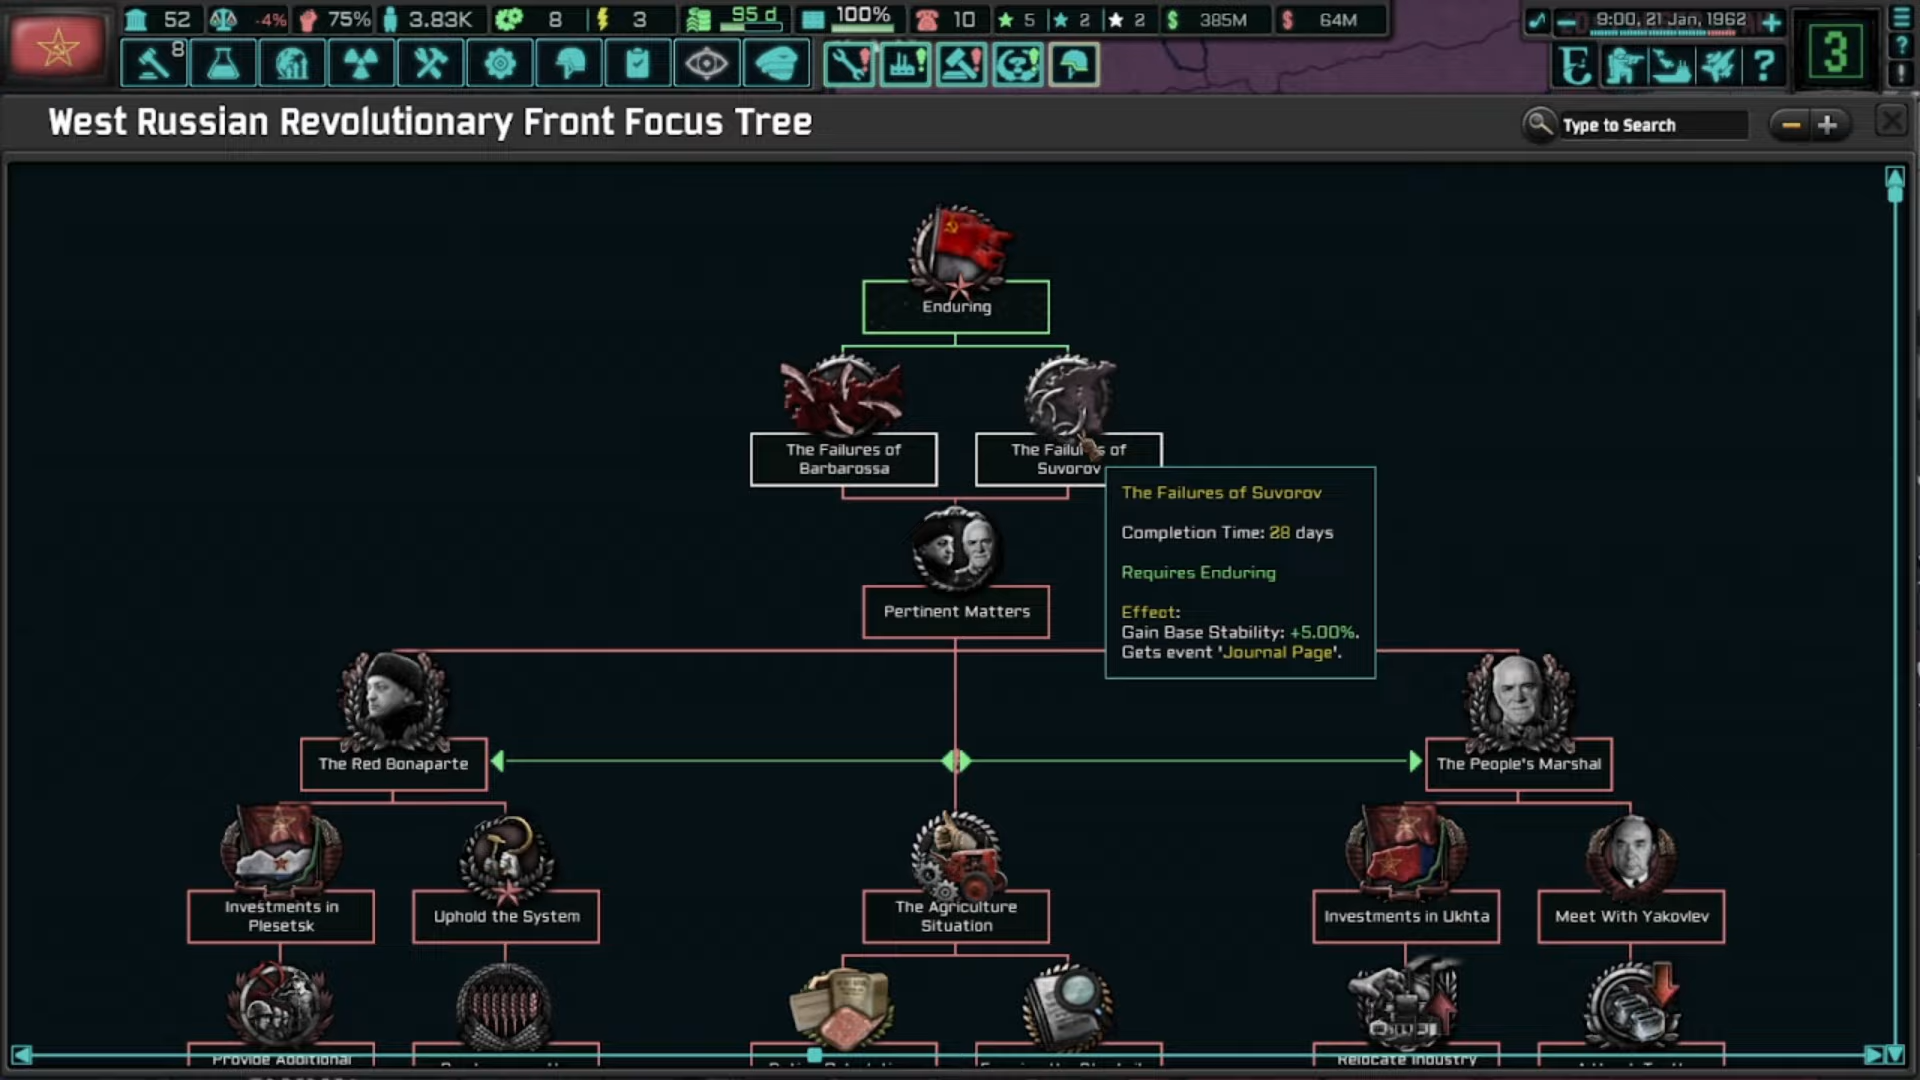 52 -4% 75% 3.83K 8 3 95 d 100% 10 5 2 2 $ 385M $ 64M
9:00, 21 Jan, 1962
8
3
West Russian Revolutionary Front Focus Tree
Type to Search
Enduring
The Failures of
Barbarossa
The Failures of
Suvorov
The Failures of Suvorov
Completion Time: 28 days
Requires Enduring
Effect:
Gain Base Stability: +5.00%.
Gets event 'Journal Page'.
Pertinent Matters
The Red Bonaparte
The People's Marshal
Investments in
Plesetsk
Uphold the System
The Agriculture
Situation
Investments in Ukhta
Meet With Yakovlev
Provide Additional
Relocate Industry